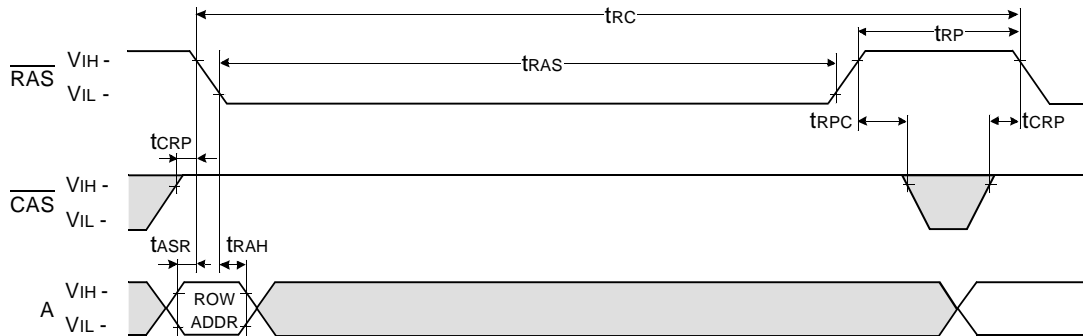 tRC
tRP
RAS
VIH -
VIL -
tRAS
tRPC
tCRP
tCRP
CAS
VIH -
VIL -
tASR
tRAH
A
VIH -
VIL -
ROW
ADDR